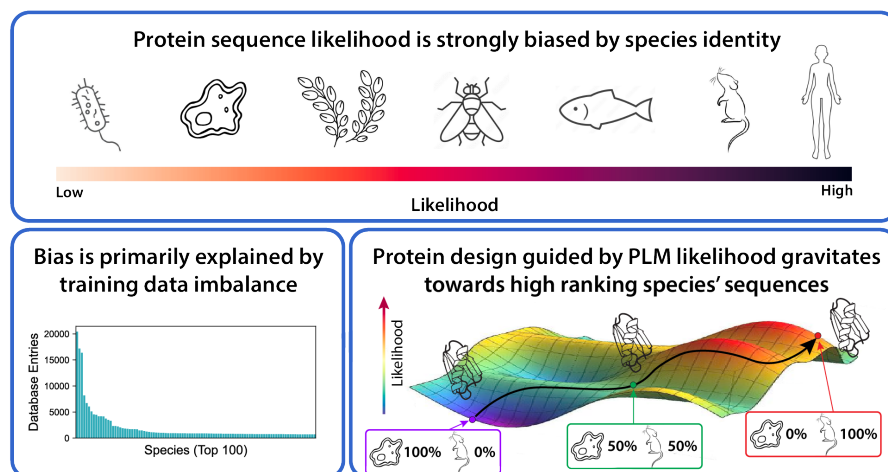 Protein sequence likelihood is strongly biased by species identity
Low
High
Likelihood
Bias is primarily explained by
training data imbalance
20000
15000
10000
5000
0
Database Entries
Species (Top 100)
Protein design guided by PLM likelihood gravitates
towards high ranking species' sequences
Likelihood
100% 0%
50% 50%
0% 100%